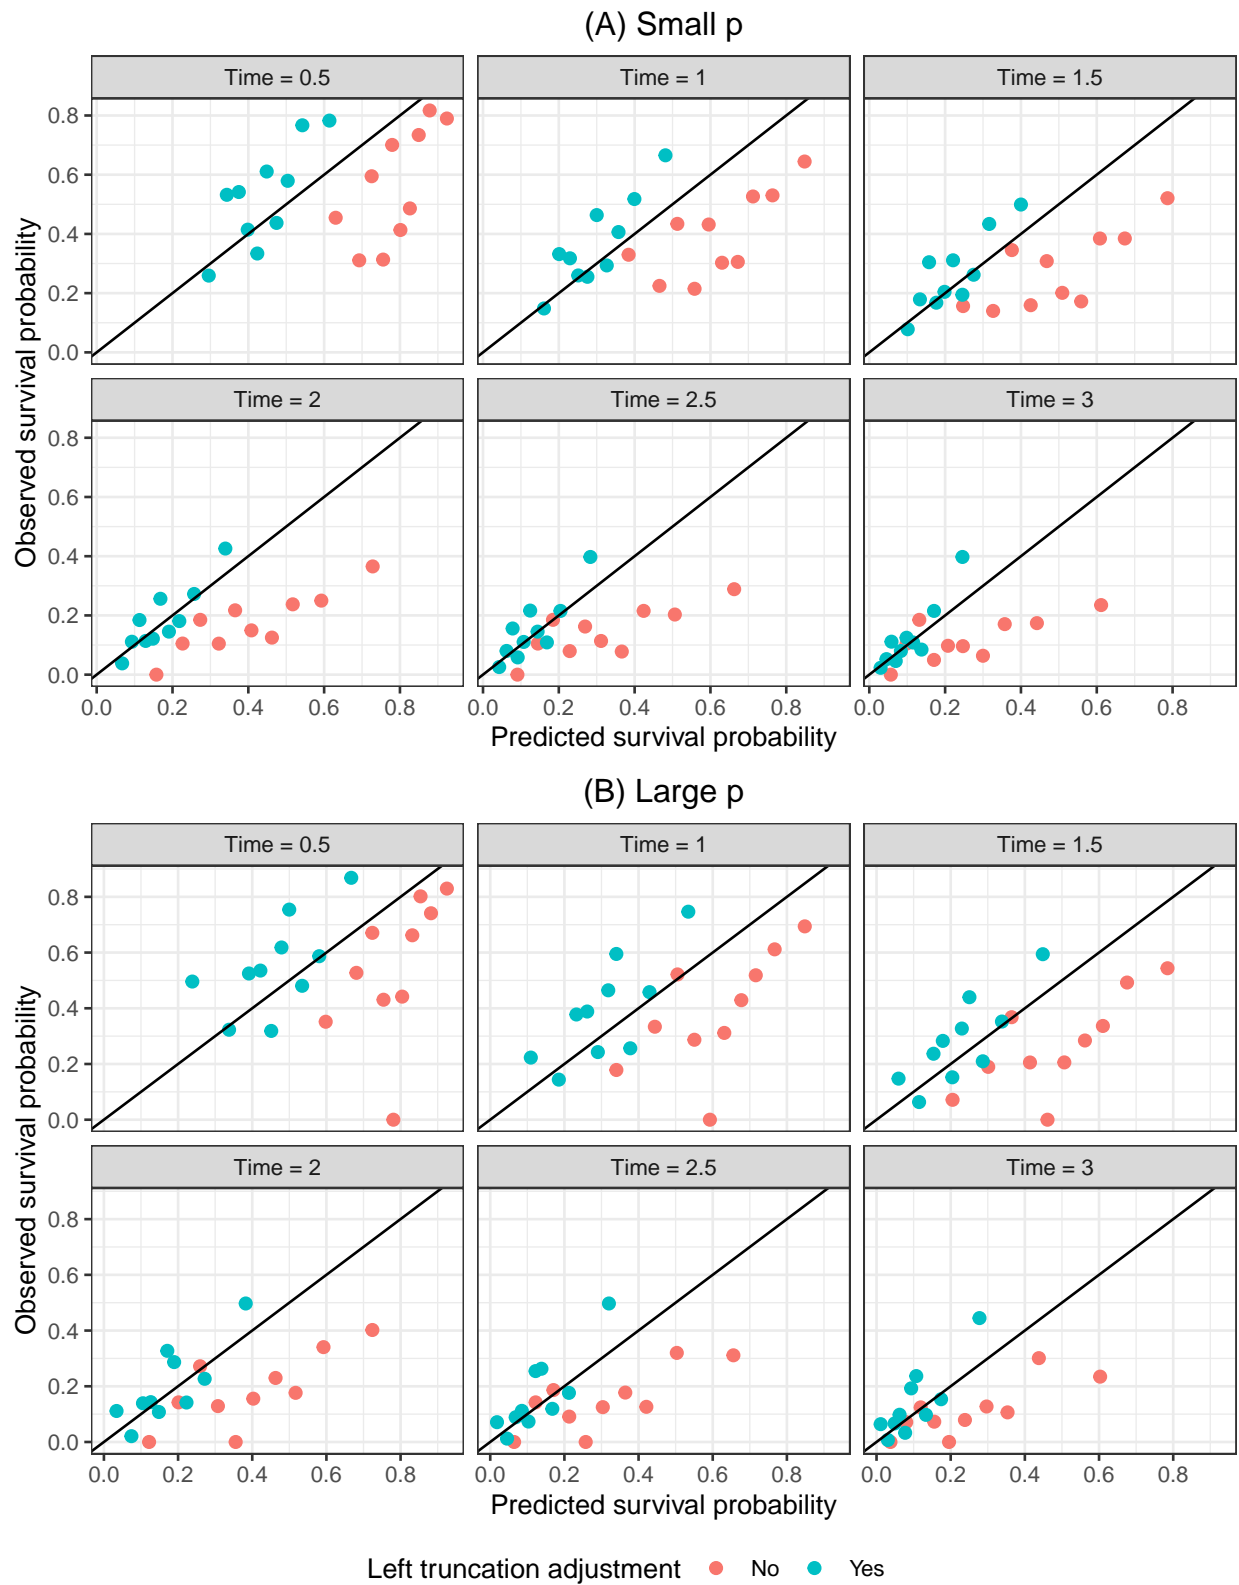 (A) Small p
Time = 0.5
Time = 1
Time = 1.5
0.8
0.6
0.4
0.2
0.0
Time = 2
Time = 2.5
Time = 3
0.8
0.6
0.4
0.2
0.0
0.0 0.2 0.4 0.6 0.8
0.0 0.2 0.4 0.6 0.8
0.0 0.2 0.4 0.6 0.8
Observed survival probability
Predicted survival probability
(B) Large p
Time = 0.5
Time = 1
Time = 1.5
0.8
0.6
0.4
0.2
0.0
Time = 2
Time = 2.5
Time = 3
0.8
0.6
0.4
0.2
0.0
0.0 0.2 0.4 0.6 0.8
0.0 0.2 0.4 0.6 0.8
0.0 0.2 0.4 0.6 0.8
Observed survival probability
Predicted survival probability
Left truncation adjustment No Yes